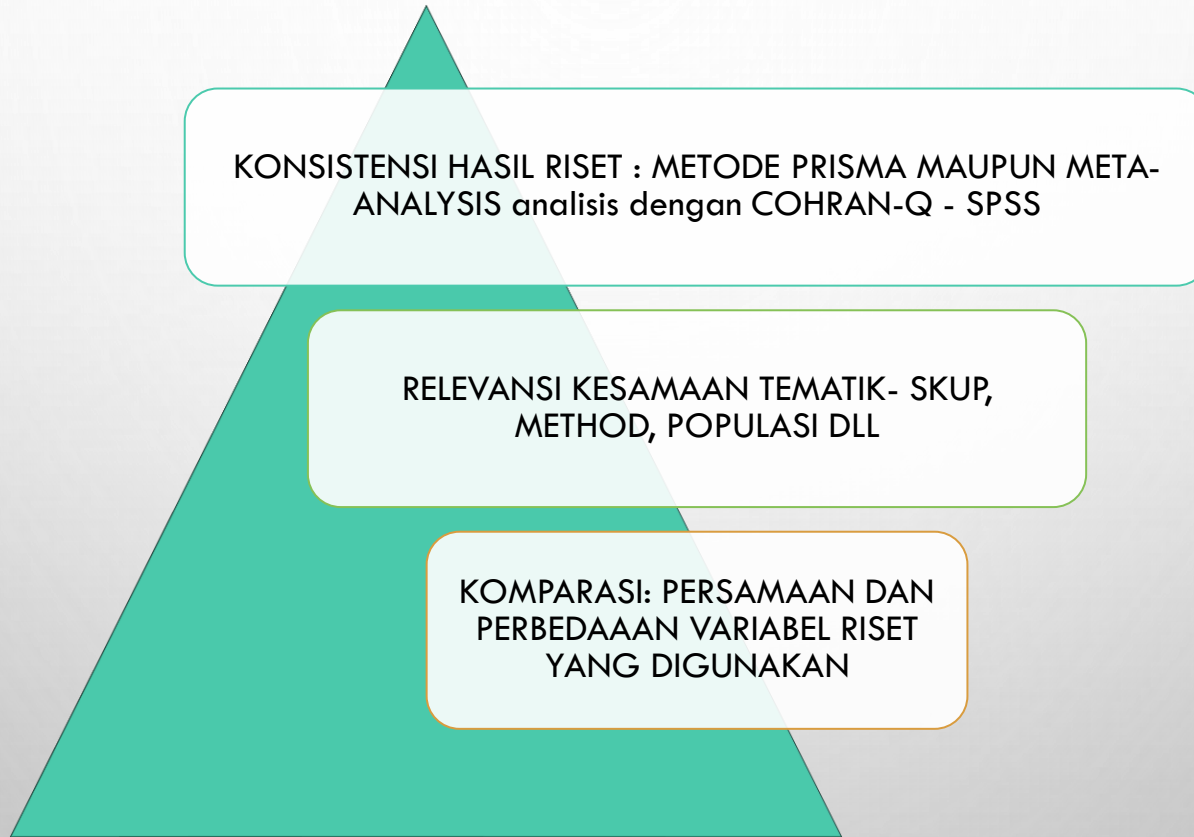 KONSISTENSI HASIL RISET : METODE PRISMA MAUPUN META-
ANALYSIS analisis dengan COHRAN-Q - SPSS
RELEVANSI KESAMAAN TEMATIK- SKUP,
METHOD, POPULASI DLL
KOMPARASI: PERSAMAAN DAN
PERBEDAAAN VARIABEL RISET
YANG DIGUNAKAN